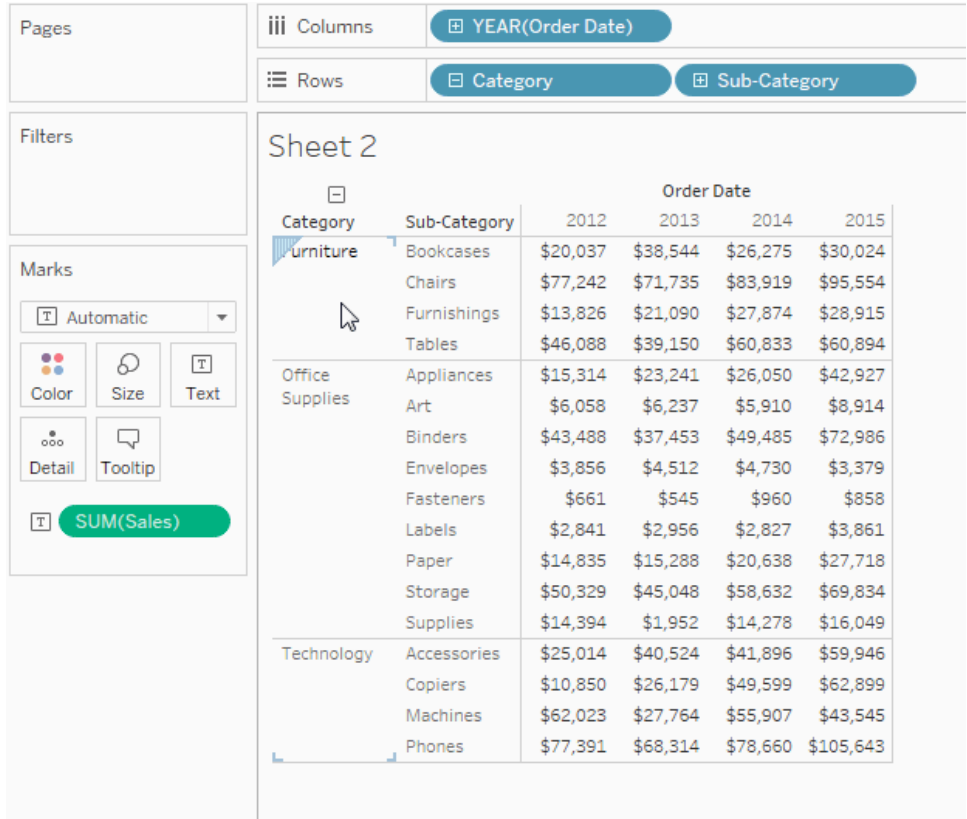 Pages
Columns YEAR(Order Date)
Rows Category Sub-Category
Filters
Marks
T Automatic
Color Size T Text
Detail Tooltip
T SUM(Sales)
Sheet 2
Order Date
Category Sub-Category 2012 2013 2014 2015
Furniture Bookcases $20,037 $38,544 $26,275 $30,024
Chairs $77,242 $71,735 $83,919 $95,554
Furnishings $13,826 $21,090 $27,874 $28,915
Tables $46,088 $39,150 $60,833 $60,894
Office Supplies Appliances $15,314 $23,241 $26,050 $42,927
Art $6,058 $6,237 $5,910 $8,914
Binders $43,488 $37,453 $49,485 $72,986
Envelopes $3,856 $4,512 $4,730 $3,379
Fasteners $661 $545 $960 $858
Labels $2,841 $2,956 $2,827 $3,861
Paper $14,835 $15,288 $20,638 $27,718
Storage $50,329 $45,048 $58,632 $69,834
Supplies $14,394 $1,952 $14,278 $16,049
Technology Accessories $25,014 $40,524 $41,896 $59,946
Copiers $10,850 $26,179 $49,599 $62,899
Machines $62,023 $27,764 $55,907 $43,545
Phones $77,391 $68,314 $78,660 $105,643